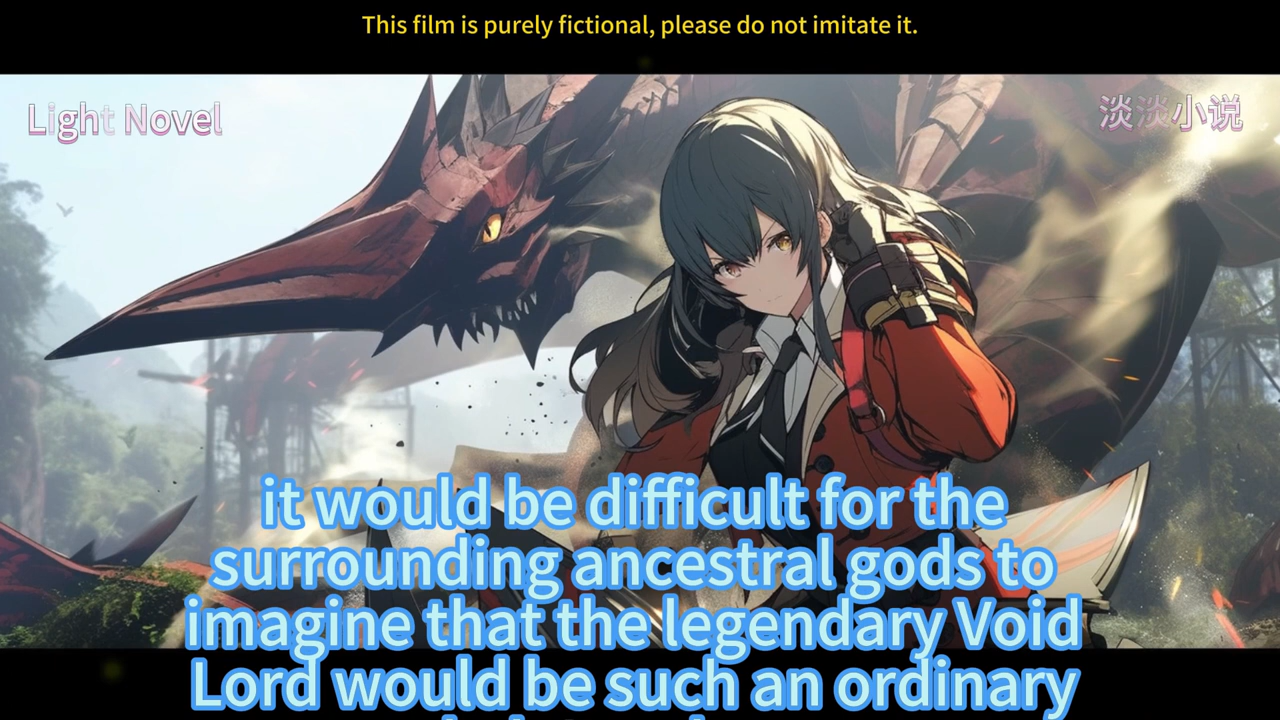 This film is purely fictional, please do not imitate it.
Light Novel
淡淡小说
it would be difficult for the
surrounding ancestral gods to
imagine that the legendary Void
Lord would be such an ordinary